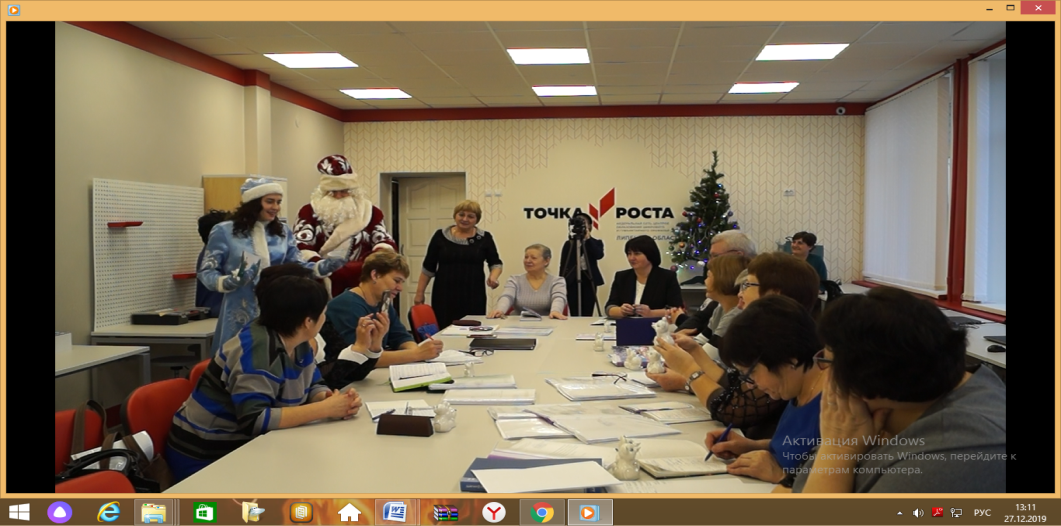 ТОЧКА РОСТА
Активация Windows
Чтобы активировать Windows, перейдите к
параметрам компьютера.
РУС
13:11
27.12.2019